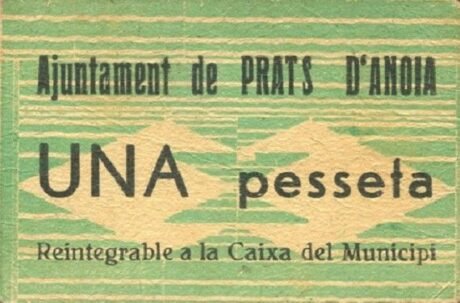 Ajuntament de PRATS D'ANOIA
UNA pesseta
Reintegrable a la Caixa del Municipi